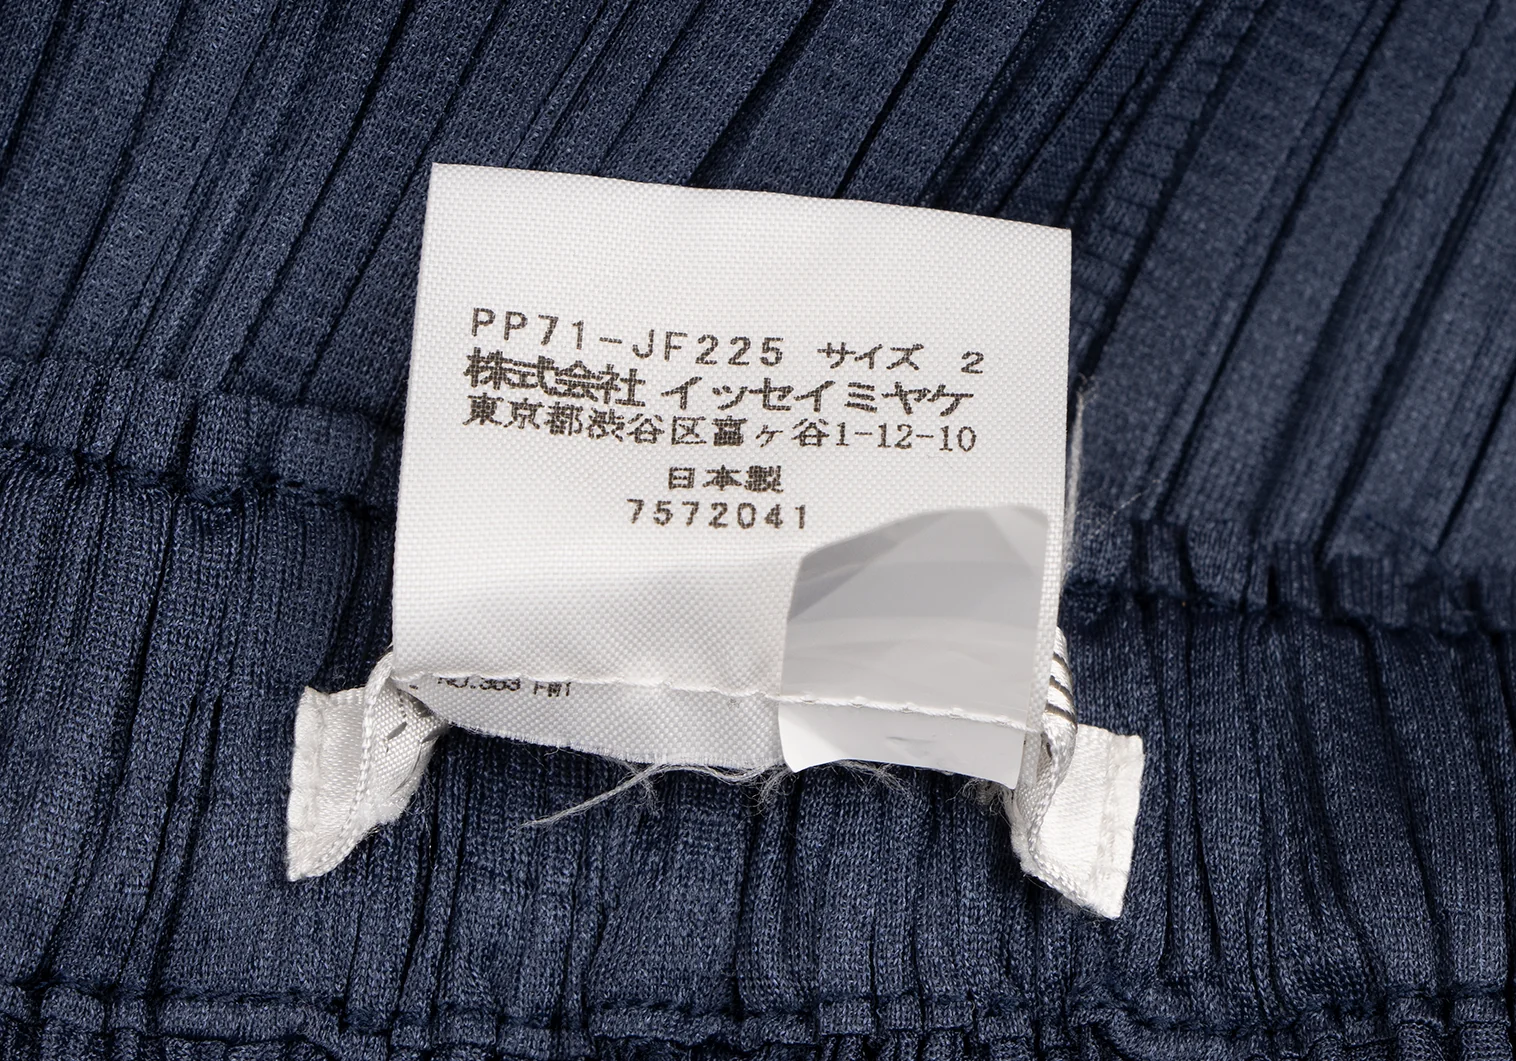 PP71-JF225 サイズ 2
株式会社 イッセイミヤケ
東京都渋谷区富ヶ谷1-12-10
日本製
7572041